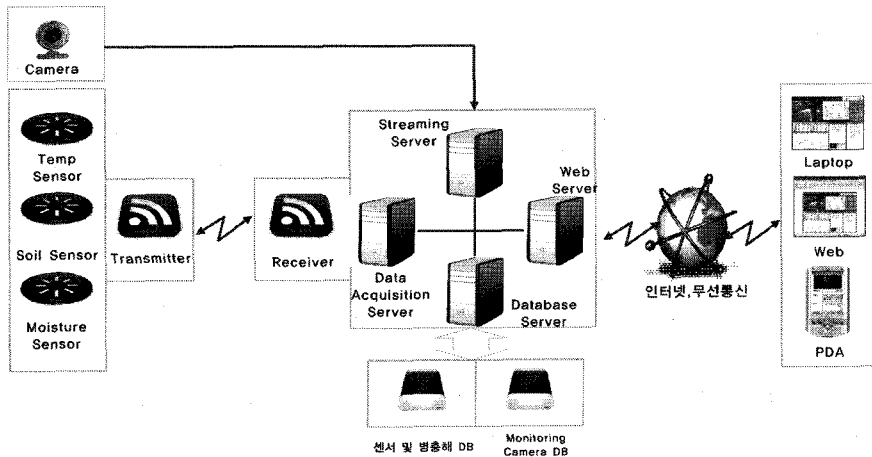 Camera
Temp
Sensor
Soil Sensor
Moisture
Sensor
Transmitter
Receiver
Streaming
Server
Web
Server
Data
Acquisition
Server
Database
Server
인터넷,무선통신
Laptop
Web
PDA
센서 및 병충해 DB
Monitoring
Camera DB